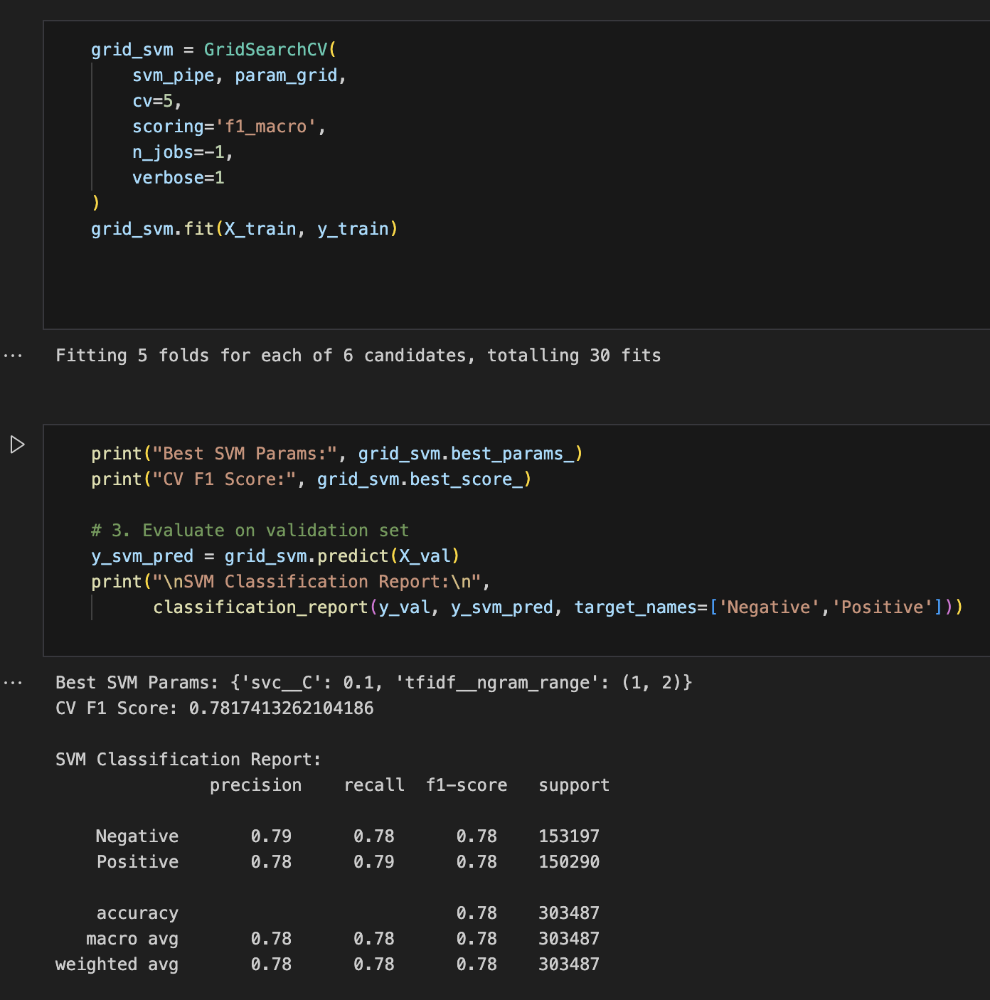 grid_svm = GridSearchCV(
    svm_pipe, param_grid,
    cv=5,
    scoring='f1_macro',
    n_jobs=-1,
    verbose=1
)
grid_svm.fit(X_train, y_train)
... Fitting 5 folds for each of 6 candidates, totalling 30 fits
print("Best SVM Params:", grid_svm.best_params_)
print("CV F1 Score:", grid_svm.best_score_)
# 3. Evaluate on validation set
y_svm_pred = grid_svm.predict(X_val)
print("\nSVM Classification Report:\n",
      classification_report(y_val, y_svm_pred, target_names=['Negative','Positive']))
... Best SVM Params: {'svc__C': 0.1, 'tfidf__ngram_range': (1, 2)}
CV F1 Score: 0.7817413262104186
SVM Classification Report:
               precision    recall  f1-score   support
    Negative       0.79      0.78      0.78    153197
    Positive       0.78      0.79      0.78    150290
    accuracy                           0.78    303487
   macro avg       0.78      0.78      0.78    303487
weighted avg       0.78      0.78      0.78    303487